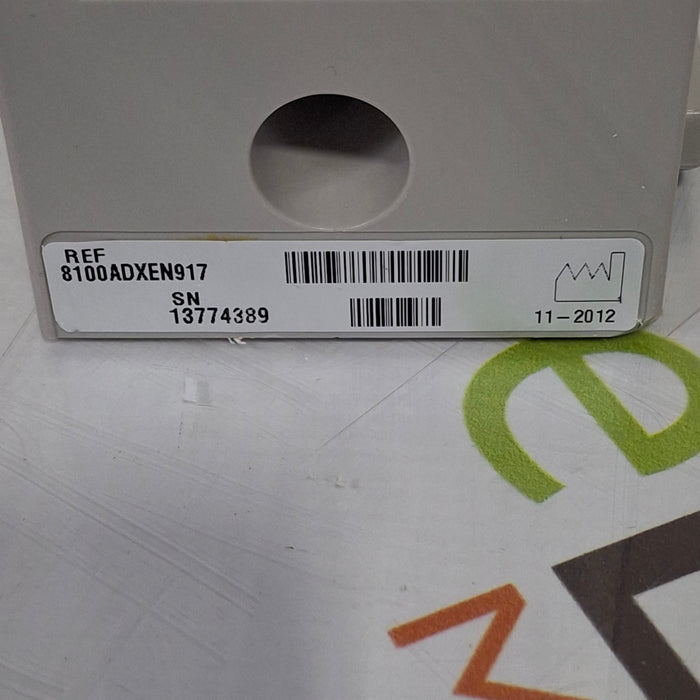 REF
8100ADXEN917
SN
13774389
11-2012
e
M